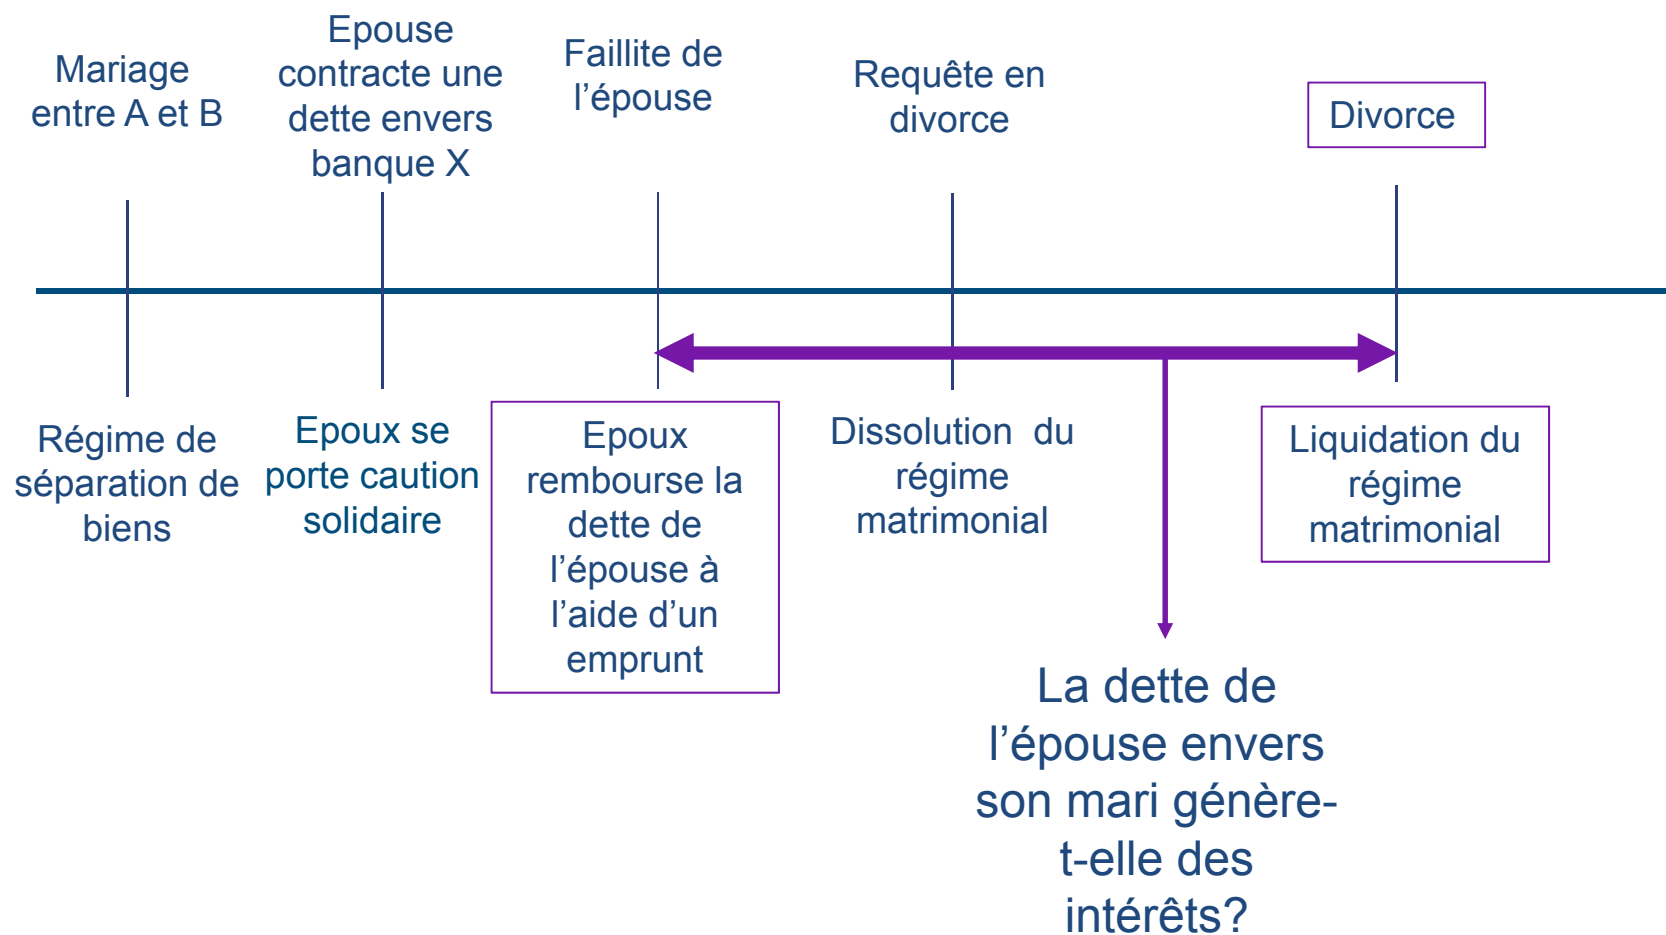 Mariage
entre A et B
Epouse
contracte une
dette envers
banque X
Faillite de
l’épouse
Requête en
divorce
Divorce
Régime de
séparation de
biens
Epoux se
porte caution
solidaire
Epoux
rembourse la
dette de
l’épouse à
l’aide d’un
emprunt
Dissolution du
régime
matrimonial
Liquidation du
régime
matrimonial
La dette de
l’épouse envers
son mari génère-
t-elle des
intérêts?